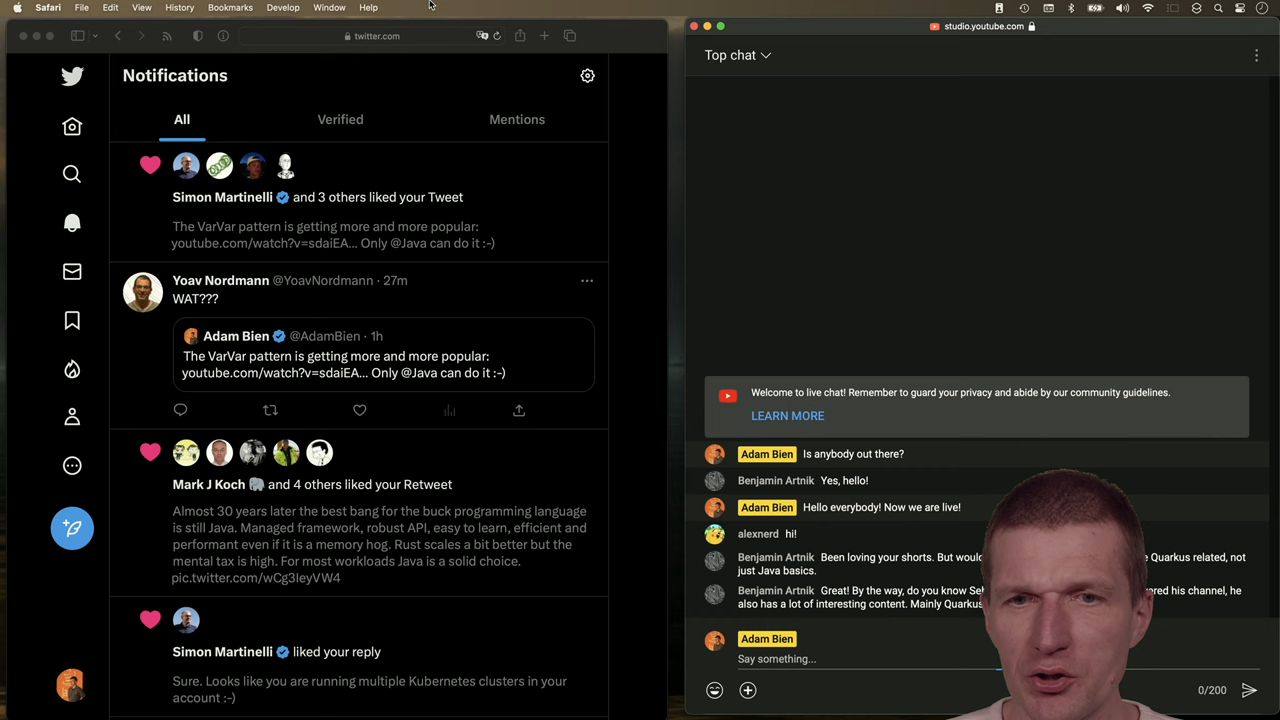 Safari File Edit View History Bookmarks Develop Window Help
twitter.com
Notifications
All Verified Mentions
Simon Martinelli and 3 others liked your Tweet
The VarVar pattern is getting more and more popular:
youtube.com/watch?v=sdaiEA... Only @Java can do it :-)
Yoav Nordmann @YoavNordmann · 27m
WAT???
Adam Bien @AdamBien · 1h
The VarVar pattern is getting more and more popular:
youtube.com/watch?v=sdaiEA... Only @Java can do it :-)
Mark J Koch and 4 others liked your Retweet
Almost 30 years later the best bang for the buck programming language
is still Java. Managed framework, robust API, easy to learn, efficient and
performant even if it is a memory hog. Rust scales a bit better but the
mental tax is high. For most workloads Java is a solid choice.
pic.twitter.com/wCg3IeyVW4
Simon Martinelli liked your reply
Sure. Looks like you are running multiple Kubernetes clusters in your
account :-)
studio.youtube.com
Top chat
Welcome to live chat! Remember to guard your privacy and abide by our community guidelines.
LEARN MORE
Adam Bien Is anybody out there?
Benjamin Artnik Yes, hello!
Adam Bien Hello everybody! Now we are live!
alexnerd hi!
Benjamin Artnik Been loving your shorts. But would Quarkus related, not
just Java basics.
Benjamin Artnik Great! By the way, do you know his channel, he
also has a lot of interesting content. Mainly
Adam Bien
Say something...
0/200